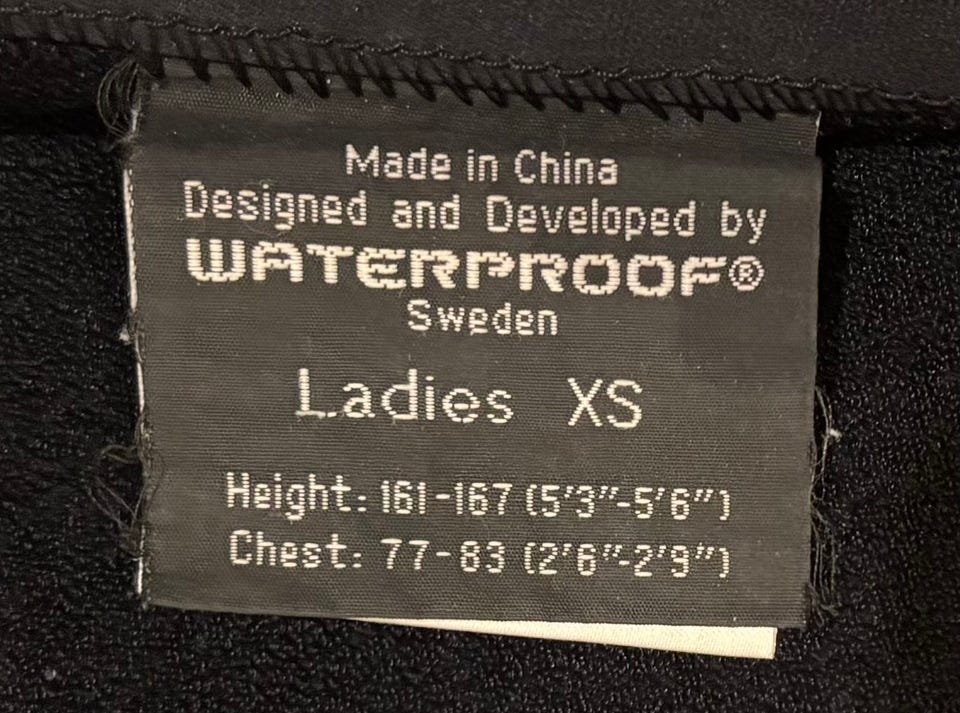 Made in China
Designed and Developed by
WATERPROOF®
Sweden
Ladies XS
Height: 161-167 (5'3"-5'6")
Chest: 77-83 (2'6"-2'9")